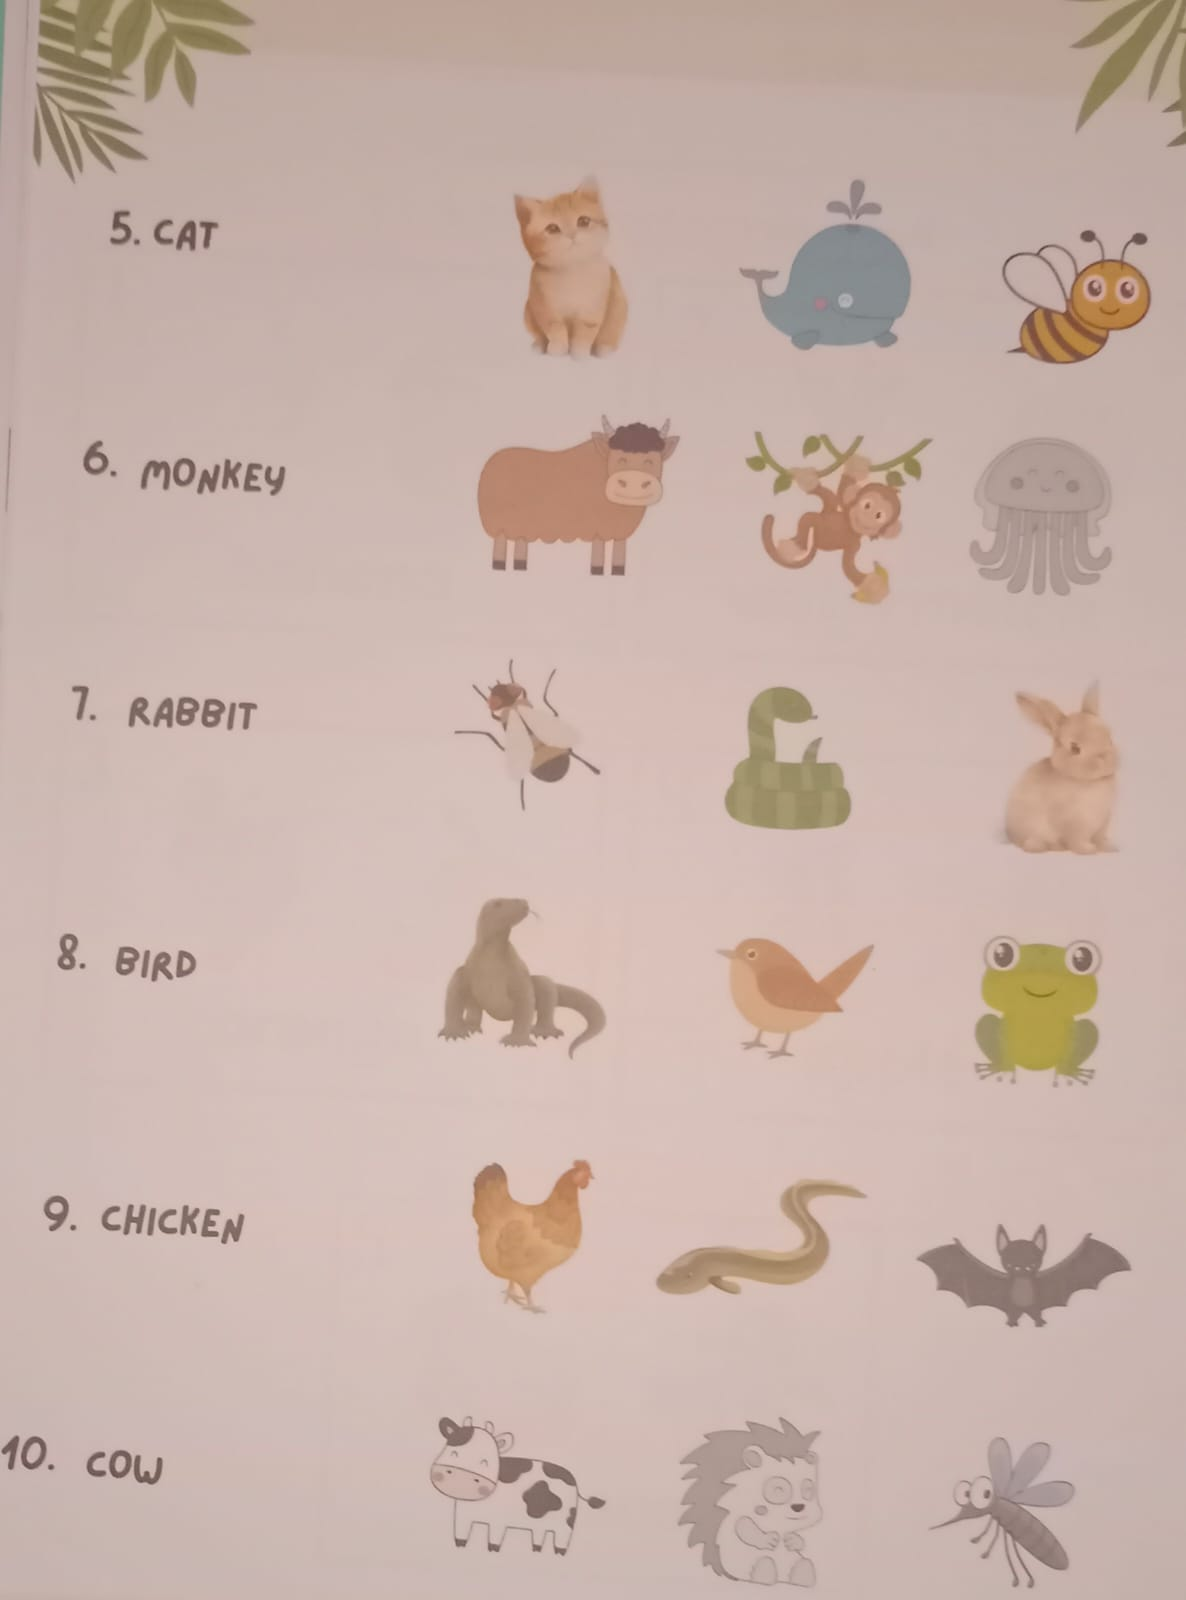 5. CAT
6. MONKEY
7. RABBIT
8. BIRD
9. CHICKEN
10. COW